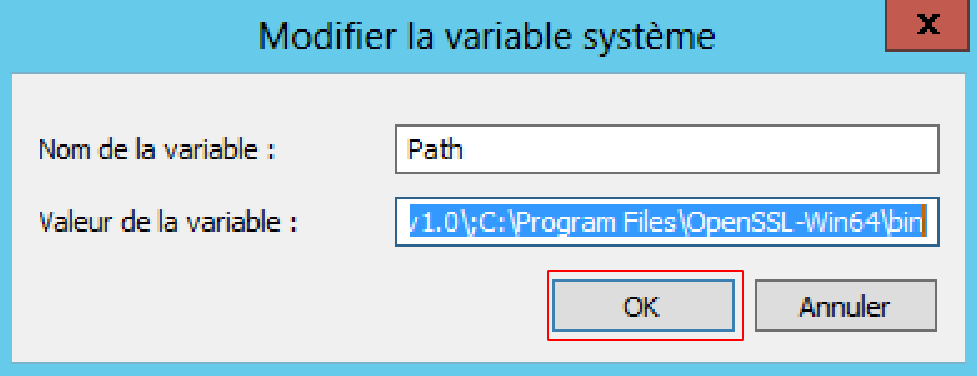 Modifier la variable système
x
Nom de la variable : Path
Valeur de la variable : v1.0\;C:\Program Files\OpenSSL-Win64\bin
OK Annuler